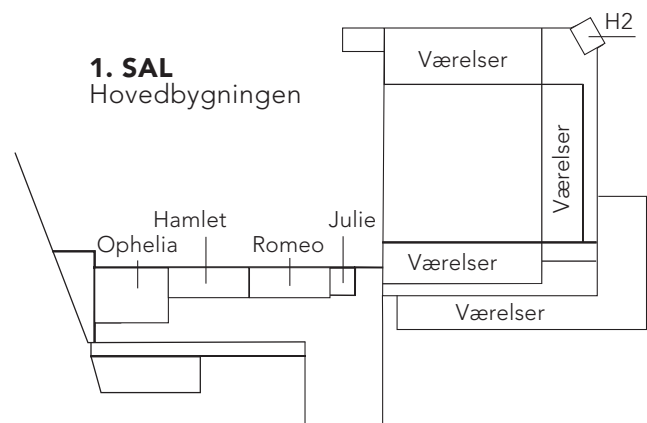 H2
1. SAL
Hovedbygningen
Værelser
Værelser
Hamlet
Julie
Ophelia
Romeo
Værelser
Værelser